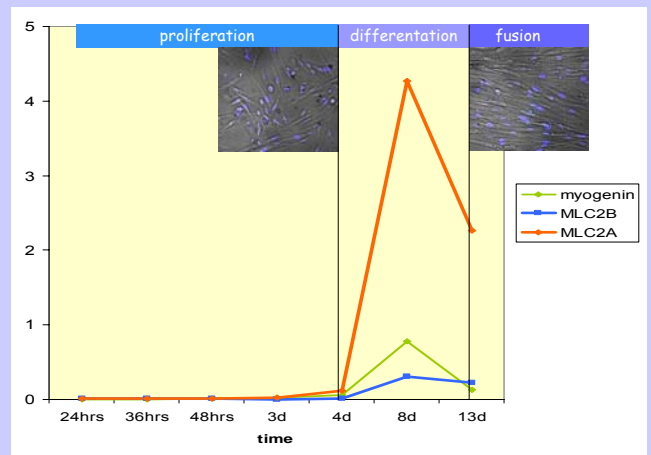 5
proliferation differentation fusion
4
3
2
1
0
myogenin
MLC2B
MLC2A
24hrs 36hrs 48hrs 3d 4d 8d 13d
time